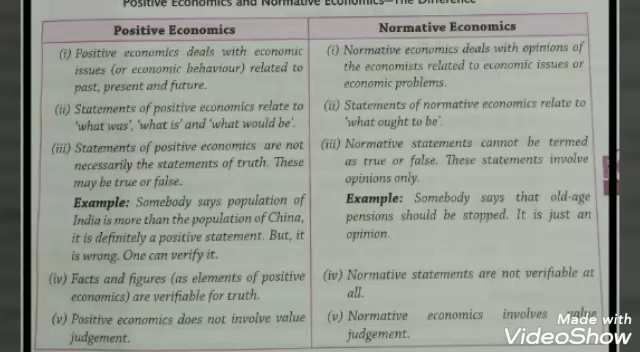 Positive Economics and Normative Economics—The Difference
Positive Economics
(i) Positive economics deals with economic
issues (or economic behaviour) related to
past, present and future.
(ii) Statements of positive economics relate to
'what was', 'what is' and 'what would be'.
(iii) Statements of positive economics are not
necessarily the statements of truth. These
may be true or false.
Example: Somebody says population of
India is more than the population of China,
it is definitely a positive statement. But, it
is wrong. One can verify it.
(iv) Facts and figures (as elements of positive
economics) are verifiable for truth.
(v) Positive economics does not involve value
judgement.
Normative Economics
(i) Normative economics deals with opinions of
the economists related to economic issues or
economic problems.
(ii) Statements of normative economics relate to
'what ought to be'.
(iii) Normative statements cannot be termed
as true or false. These statements involve
opinions only.
Example: Somebody says that old-age
pensions should be stopped. It is just an
opinion.
(iv) Normative statements are not verifiable at
all.
(v) Normative economics involves value
judgement.
Made with
VideoShow